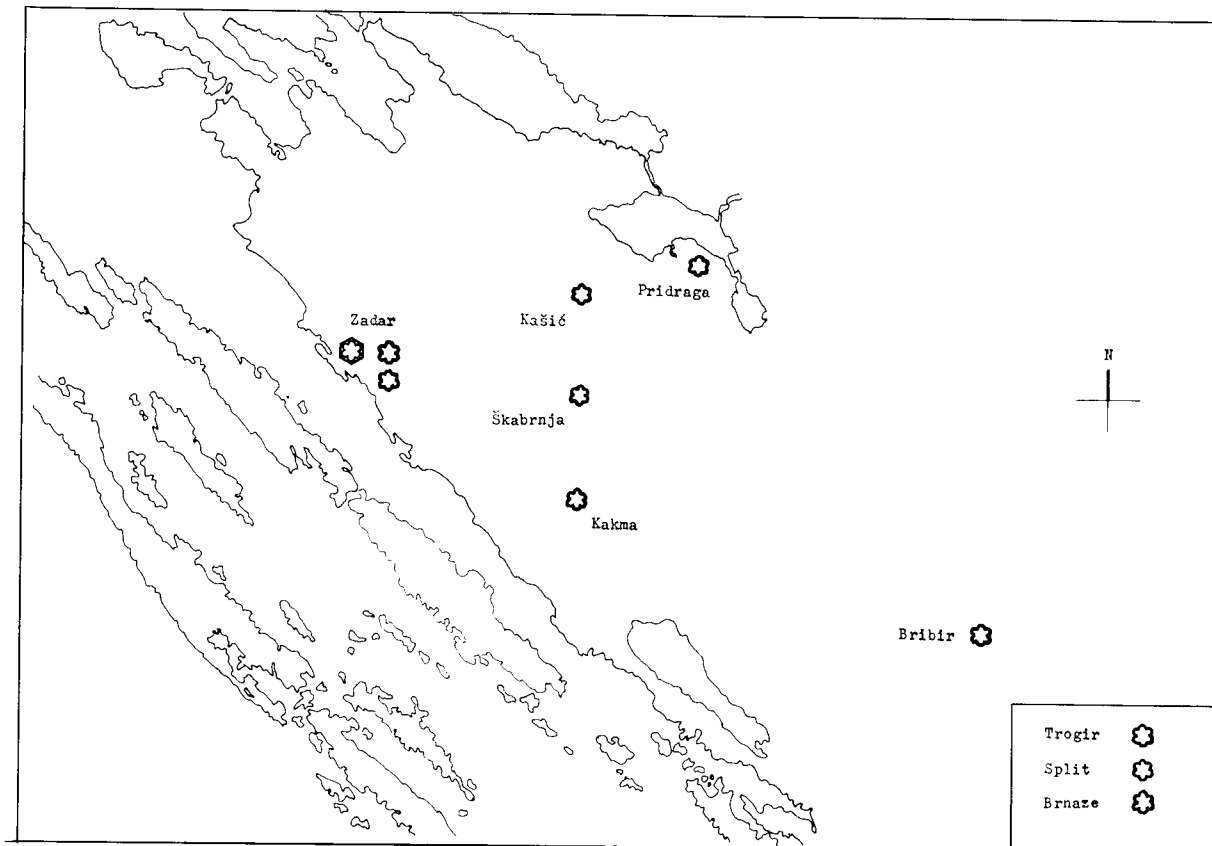 Pridraga
Kašić
Zadar
N
Škabrnja
Kakma
Bribir
Trogir
Split
Brnaze